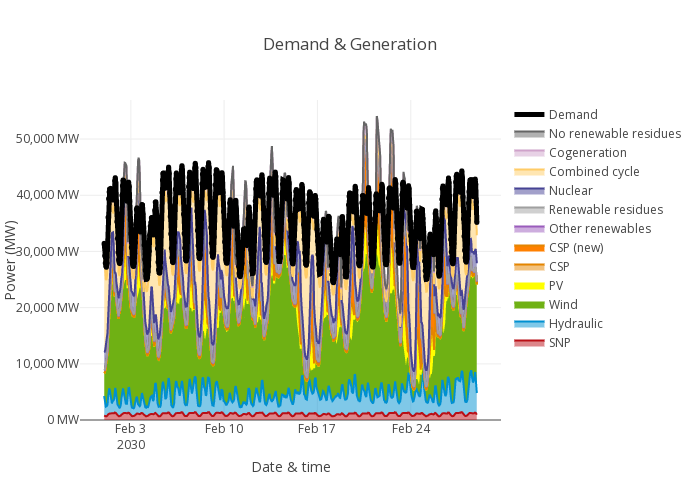 Demand & Generation
Power (MW)
50,000 MW
40,000 MW
30,000 MW
20,000 MW
10,000 MW
0 MW
Feb 3
2030
Feb 10
Feb 17
Feb 24
Date & time
Demand
No renewable residues
Cogeneration
Combined cycle
Nuclear
Renewable residues
Other renewables
CSP (new)
CSP
PV
Wind
Hydraulic
SNP